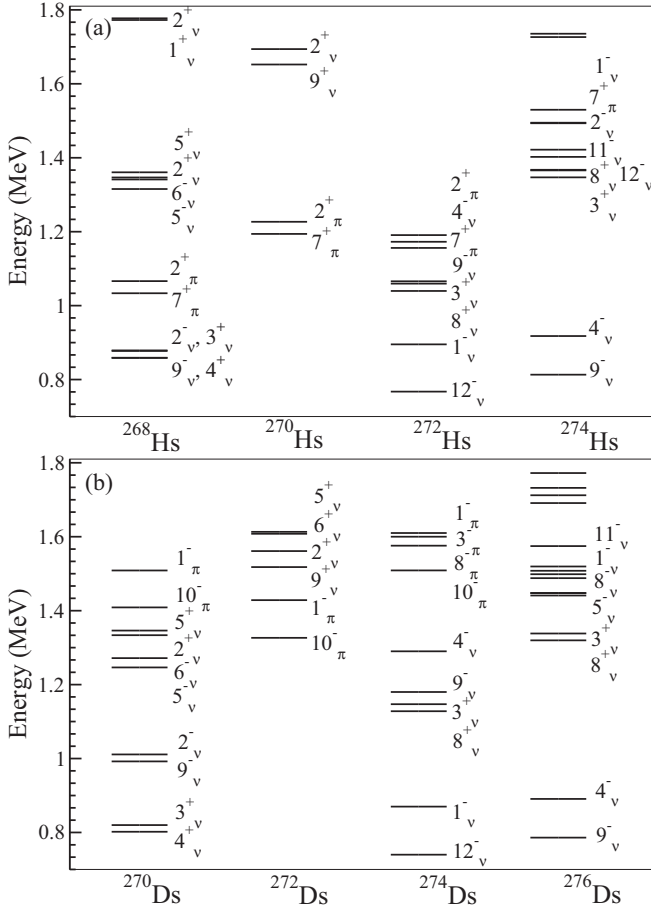 (a)
Energy (MeV)
1.8
1.6
1.4
1.2
1
0.8
2⁺ν
1⁺ν
5⁺ν
2⁺ν
6⁻ν
5⁻ν
2⁺π
7⁺π
2⁻ν, 3⁺ν
9⁻ν, 4⁺ν
2⁺ν
9⁺ν
2⁺π
7⁺π
2⁺π
4⁻ν
7⁺π
9⁻ν
3⁺ν
8⁺ν
1⁻ν
12⁻ν
1⁻ν
7⁺π
2⁻ν
11⁻ν
8⁺ν 12⁻ν
3⁺ν
4⁻ν
9⁻ν
²⁶⁸Hs ²⁷⁰Hs ²⁷²Hs ²⁷⁴Hs
(b)
Energy (MeV)
1.8
1.6
1.4
1.2
1
0.8
1⁻π
10⁻π
5⁺ν
2⁺ν
6⁻ν
5⁻ν
2⁻ν
9⁻ν
3⁺ν
4⁺ν
5⁺ν
6⁺ν
2⁺ν
9⁺ν
1⁻π
10⁻π
1⁻π
3⁻π
8⁻π
10⁻π
4⁻ν
9⁻ν
3⁺ν
8⁺ν
1⁻ν
12⁻ν
11⁻ν
1⁻ν
8⁻ν
5⁻ν
3⁺ν
8⁺ν
4⁻ν
9⁻ν
²⁷⁰Ds ²⁷²Ds ²⁷⁴Ds ²⁷⁶Ds